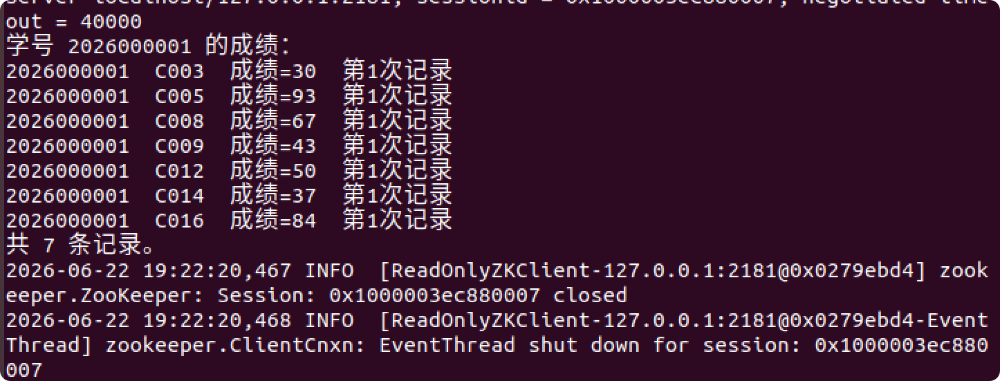 server localhost/127.0.0.1:2181, sessionid = 0x1000003ec880007, negotiated time
out = 40000
学号 2026000001 的成绩：
2026000001  C003  成绩=30  第1次记录
2026000001  C005  成绩=93  第1次记录
2026000001  C008  成绩=67  第1次记录
2026000001  C009  成绩=43  第1次记录
2026000001  C012  成绩=50  第1次记录
2026000001  C014  成绩=37  第1次记录
2026000001  C016  成绩=84  第1次记录
共 7 条记录。
2026-06-22 19:22:20,467 INFO  [ReadOnlyZKClient-127.0.0.1:2181@0x0279ebd4] zook
eeper.ZooKeeper: Session: 0x1000003ec880007 closed
2026-06-22 19:22:20,468 INFO  [ReadOnlyZKClient-127.0.0.1:2181@0x0279ebd4-Event
Thread] zookeeper.ClientCnxn: EventThread shut down for session: 0x1000003ec880
007